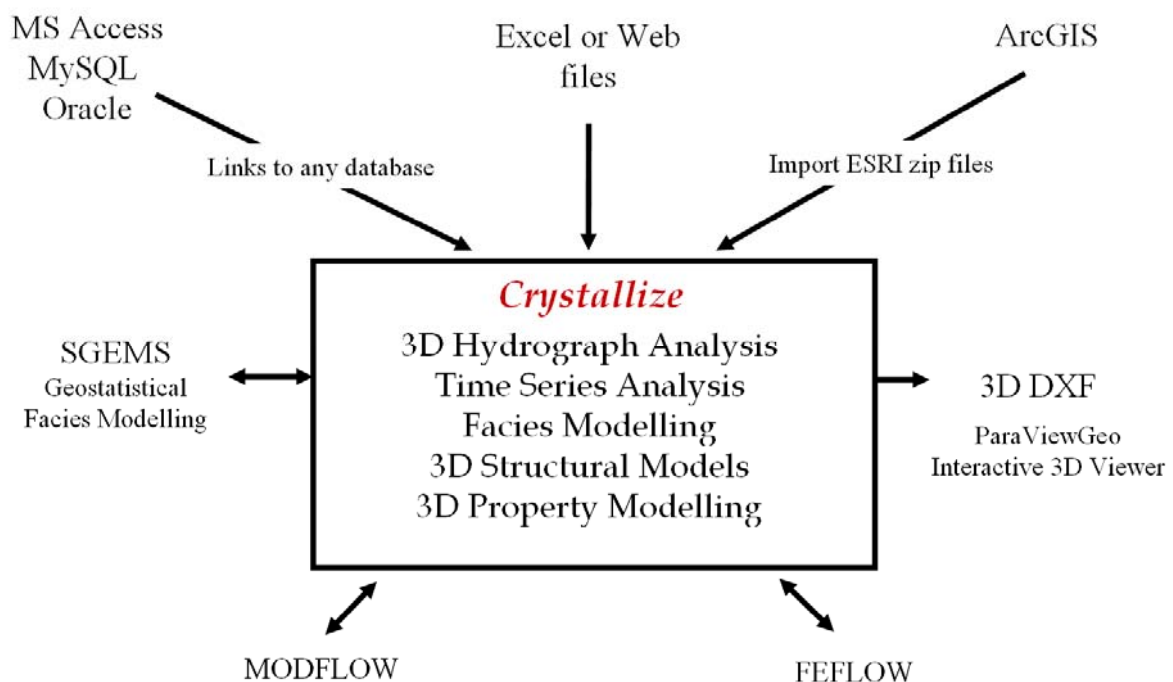 MS Access
MySQL
Oracle
Excel or Web
files
ArcGIS
Links to any database
Import ESRI zip files
Crystallize
3D Hydrograph Analysis
Time Series Analysis
Facies Modelling
3D Structural Models
3D Property Modelling
SGEMS
Geostatistical
Facies Modelling
3D DXF
ParaViewGeo
Interactive 3D Viewer
MODFLOW
FEFLOW